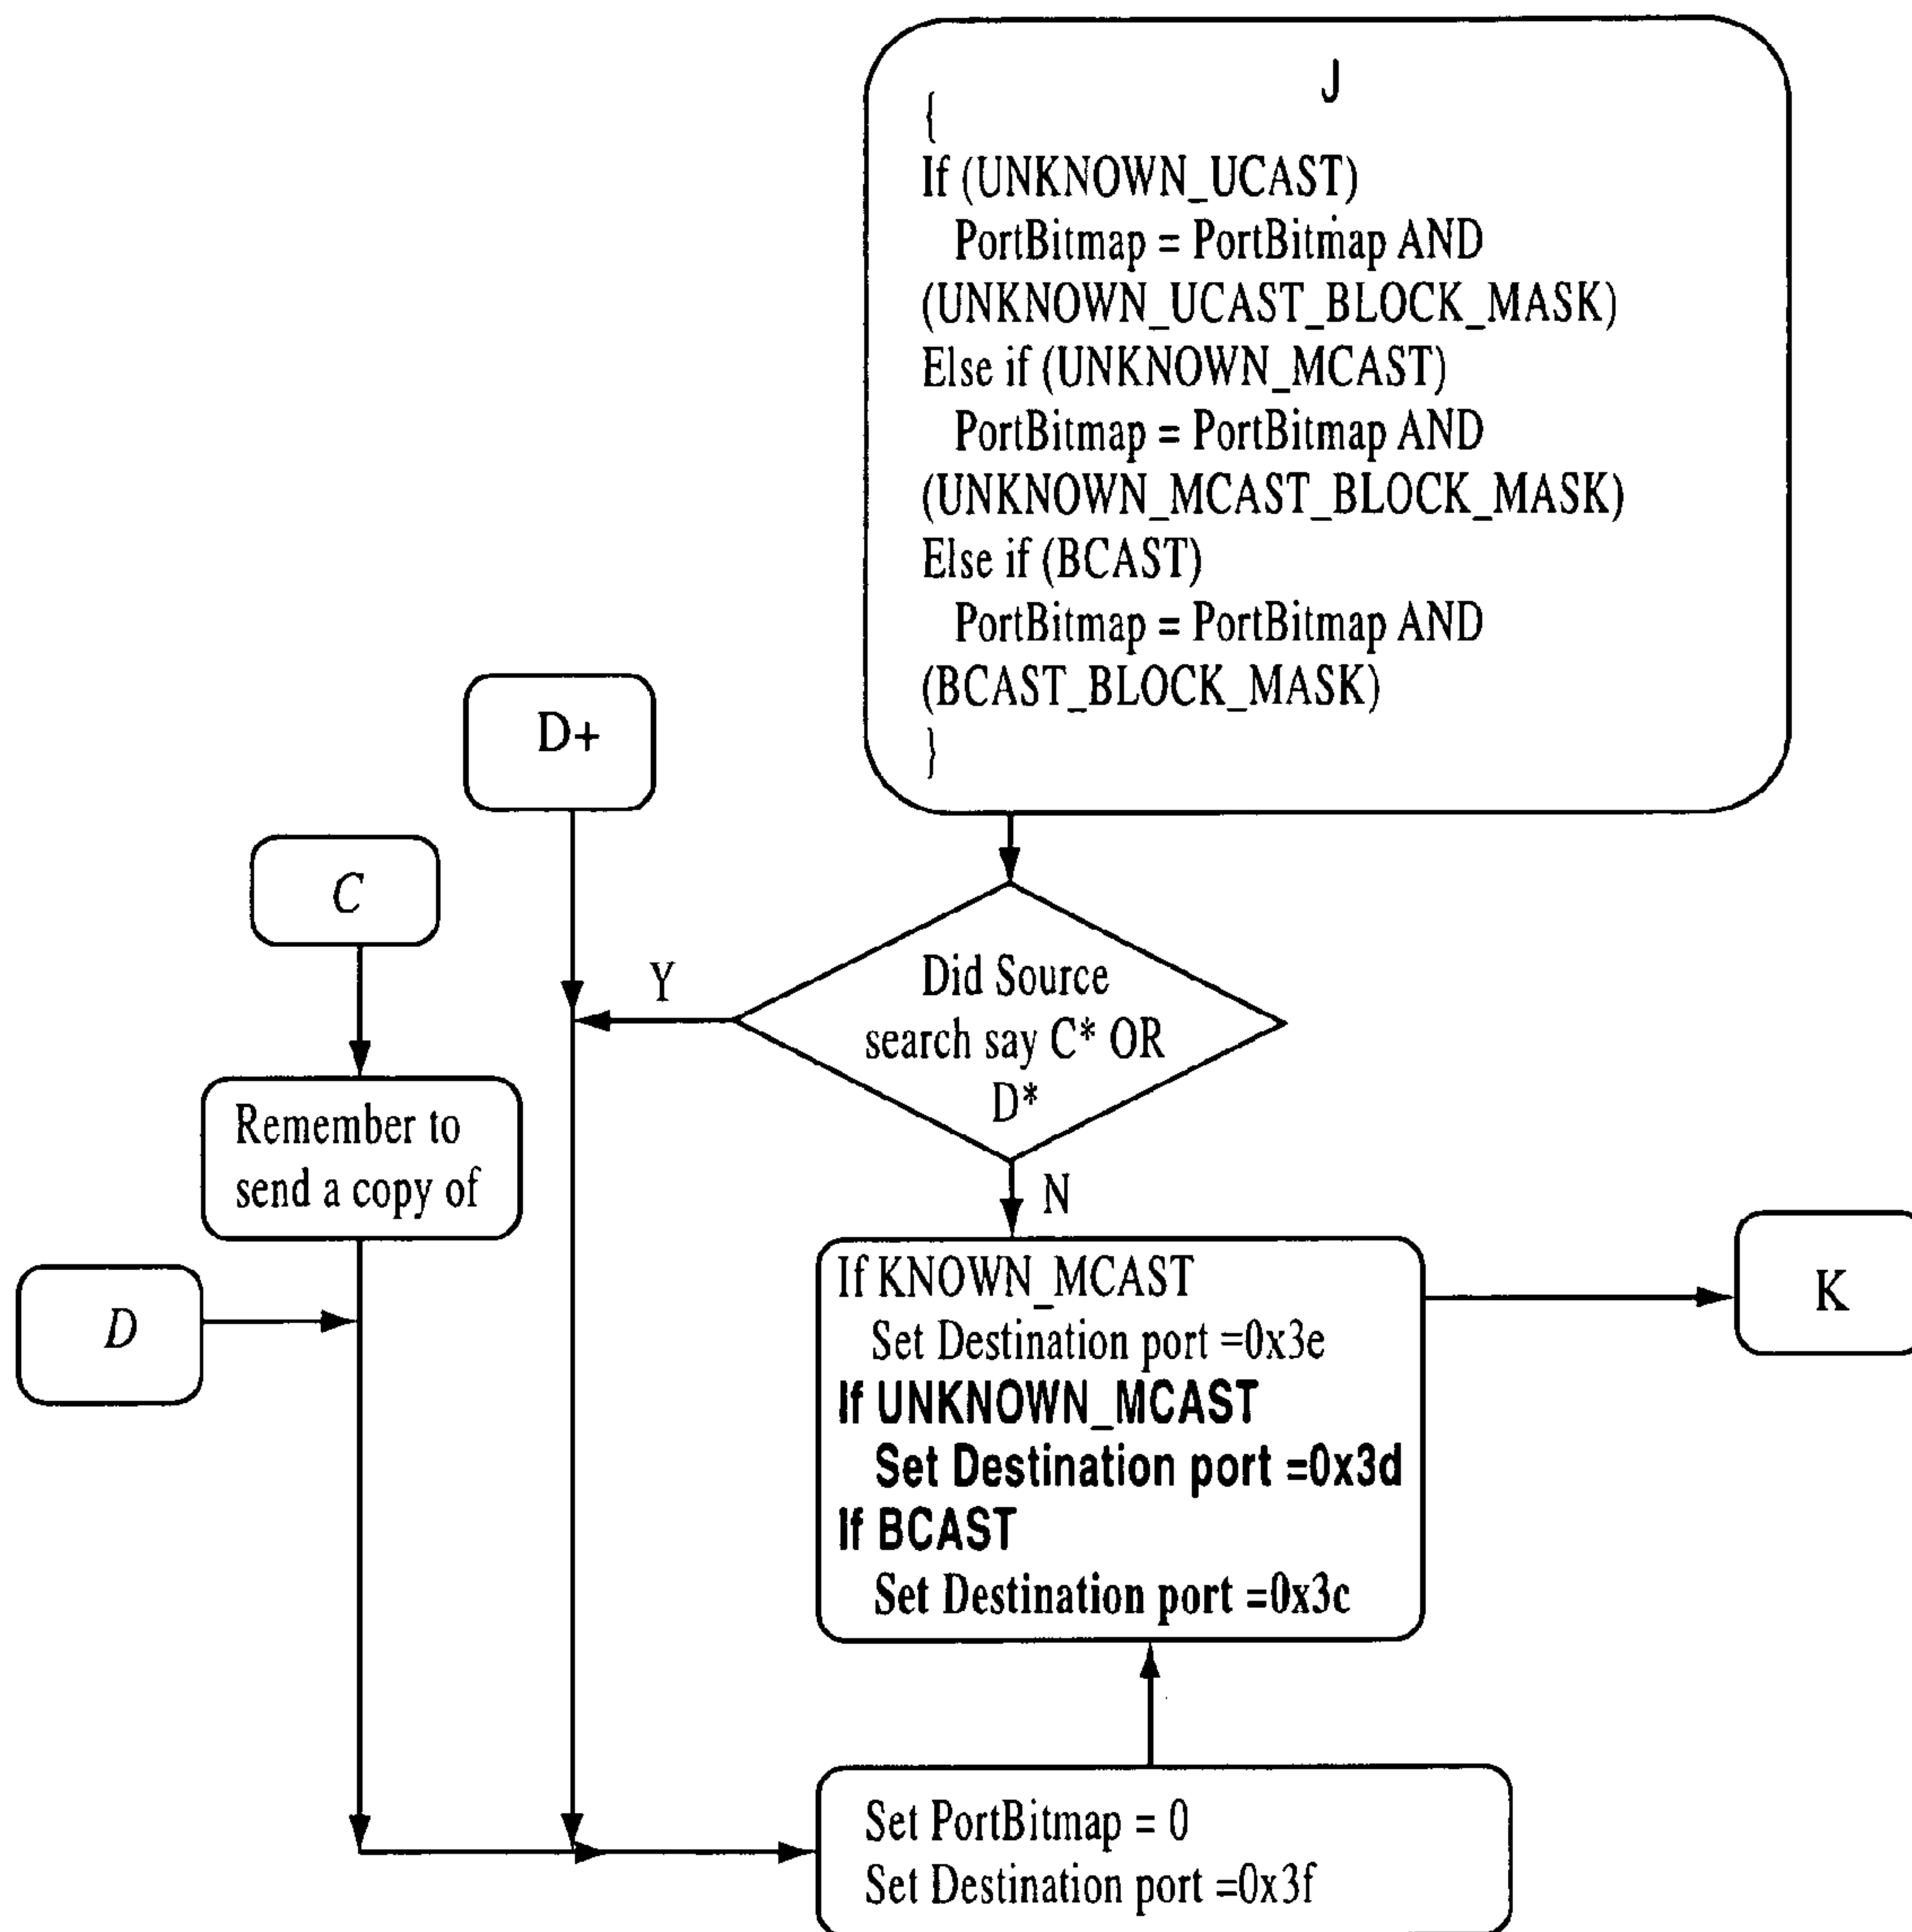 J
{
If (UNKNOWN_UCAST)
PortBitmap = PortBitmap AND
(UNKNOWN_UCAST_BLOCK_MASK)
Else if (UNKNOWN_MCAST)
PortBitmap = PortBitmap AND
(UNKNOWN_MCAST_BLOCK_MASK)
Else if (BCAST)
PortBitmap = PortBitmap AND
(BCAST_BLOCK_MASK)
}
D+
C
Y
Did Source
search say C* OR
D*
Remember to
send a copy of
N
D
If KNOWN_MCAST
Set Destination port =0x3e
If UNKNOWN_MCAST
Set Destination port =0x3d
If BCAST
Set Destination port =0x3c
K
Set PortBitmap = 0
Set Destination port =0x3f